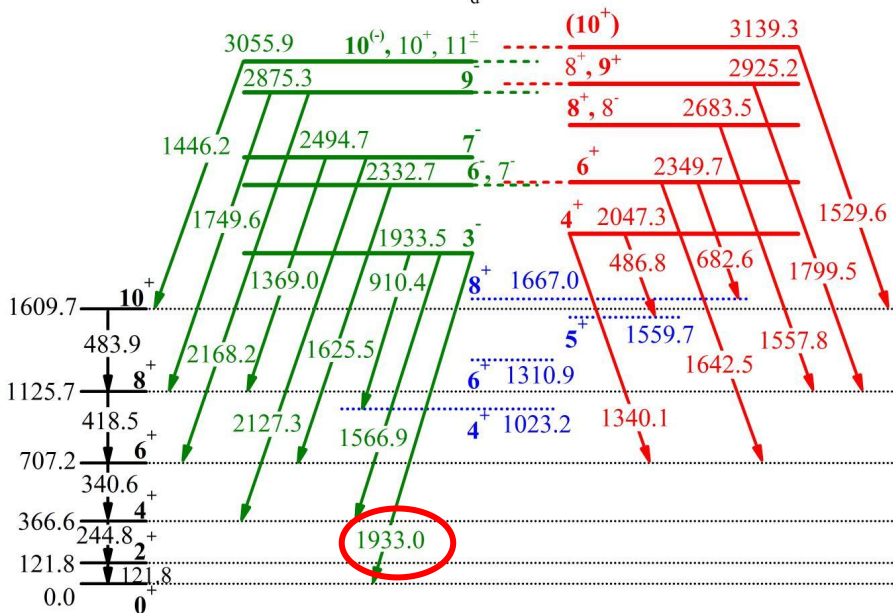 d
3055.9 10(-), 10+, 11± (10+) 3139.3
2875.3 9- 8+, 9+ 2925.2
1446.2 2494.7 7- 8+, 8- 2683.5
2332.7 6-, 7- 6+ 2349.7
1749.6 1933.5 3- 4+ 2047.3 1529.6
1369.0 910.4 8+ 1667.0 486.8 682.6 1799.5
1609.7 10+ 5+ 1559.7
483.9 2168.2 1625.5 6+ 1310.9 1642.5 1557.8
1125.7 8+
418.5 2127.3 1566.9 4+ 1023.2 1340.1
707.2 6+
340.6
366.6 4+
244.8 1933.0
121.8 2+
121.8
0.0 0+